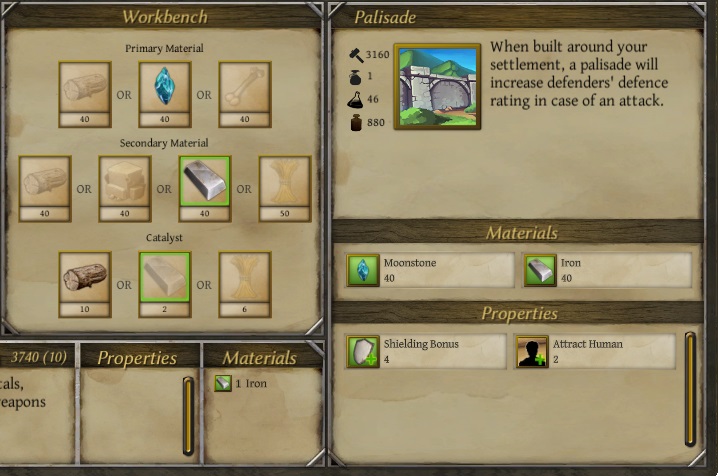 Workbench
Primary Material
OR
OR
40
40
40
Secondary Material
OR
OR
OR
40
40
40
50
Catalyst
OR
OR
10
2
6
3740 (10)
Properties
Materials
tals,
eapons
1 Iron
Palisade
3160
1
46
880
When built around your
settlement, a palisade will
increase defenders' defence
rating in case of an attack.
Materials
Moonstone
40
Iron
40
Properties
Shielding Bonus
4
Attract Human
2